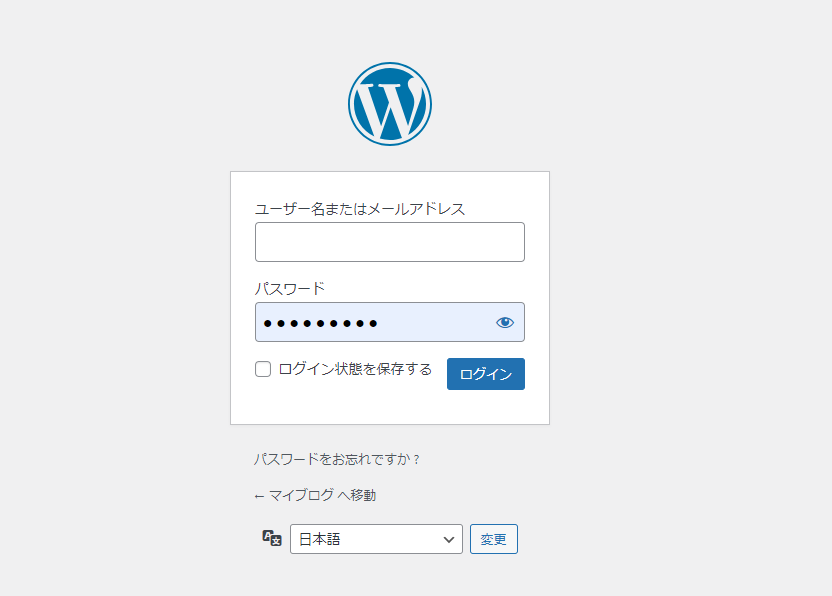 ユーザー名またはメールアドレス
パスワード
●●●●●●●●●
ログイン状態を保存する
ログイン
パスワードをお忘れですか ?
← マイブログ へ移動
日本語
変更